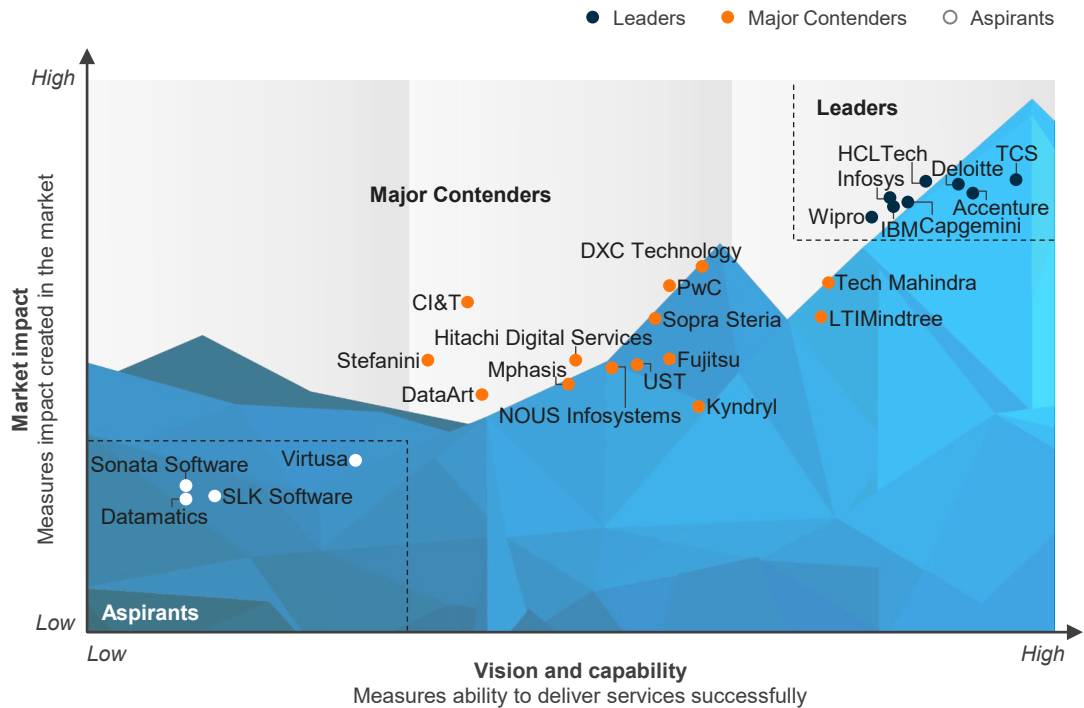 Leaders
Major Contenders
Aspirants
High
Leaders
HCLTech
Deloitte
TCS
Infosys
Major Contenders
Accenture
Wipro
IBM
Capgemini
DXC Technology
Tech Mahindra
PwC
CI&T
Sopra Steria
LTIMindtree
Hitachi Digital Services
Stefanini
Fujitsu
Mphasis
UST
DataArt
NOUS Infosystems
Kyndryl
Virtusa
Sonata Software
SLK Software
Datamatics
Aspirants
Market impact
Measures impact created in the market
Low
Low
High
Vision and capability
Measures ability to deliver services successfully